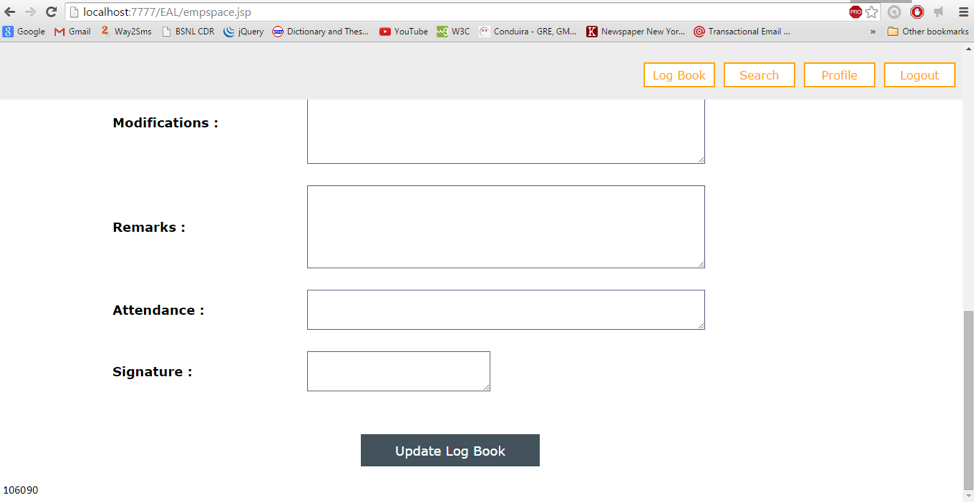 localhost:7777/EAL/empspace.jsp
Google Gmail Way2Sms BSNL CDR jQuery Dictionary and Thes... YouTube W3C Conduira - GRE, GM... Newspaper New Yor... Transactional Email ... » Other bookmarks
Log Book Search Profile Logout
Modifications :
Remarks :
Attendance :
Signature :
Update Log Book
106090